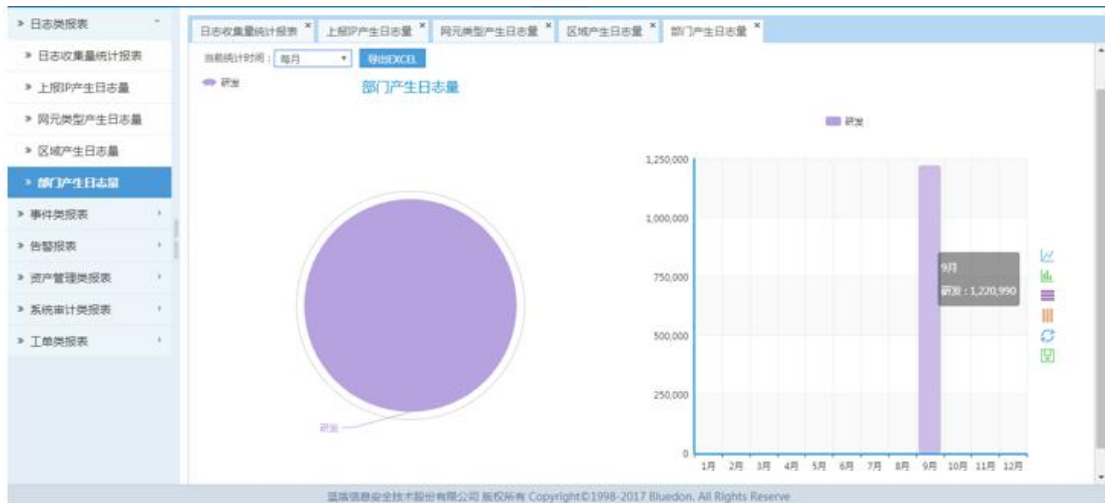 日志类报表
日志收集量统计报表
上报IP产生日志量
网元类型产生日志量
区域产生日志量
部门产生日志量
事件类报表
告警报表
资产管理类报表
系统审计类报表
工单类报表
日志收集量统计报表 × 上报IP产生日志量 × 网元类型产生日志量 × 区域产生日志量 × 部门产生日志量 ×
当前统计时间： 每月 导出EXCEL
研发
部门产生日志量
研发
研发
1,250,000
1,000,000
750,000
500,000
250,000
0
1月 2月 3月 4月 5月 6月 7月 8月 9月 10月 11月 12月
9月
研发 : 1,220,990
蓝盾信息安全技术股份有限公司 版权所有 Copyright©1998-2017 Bluedon. All Rights Reserve